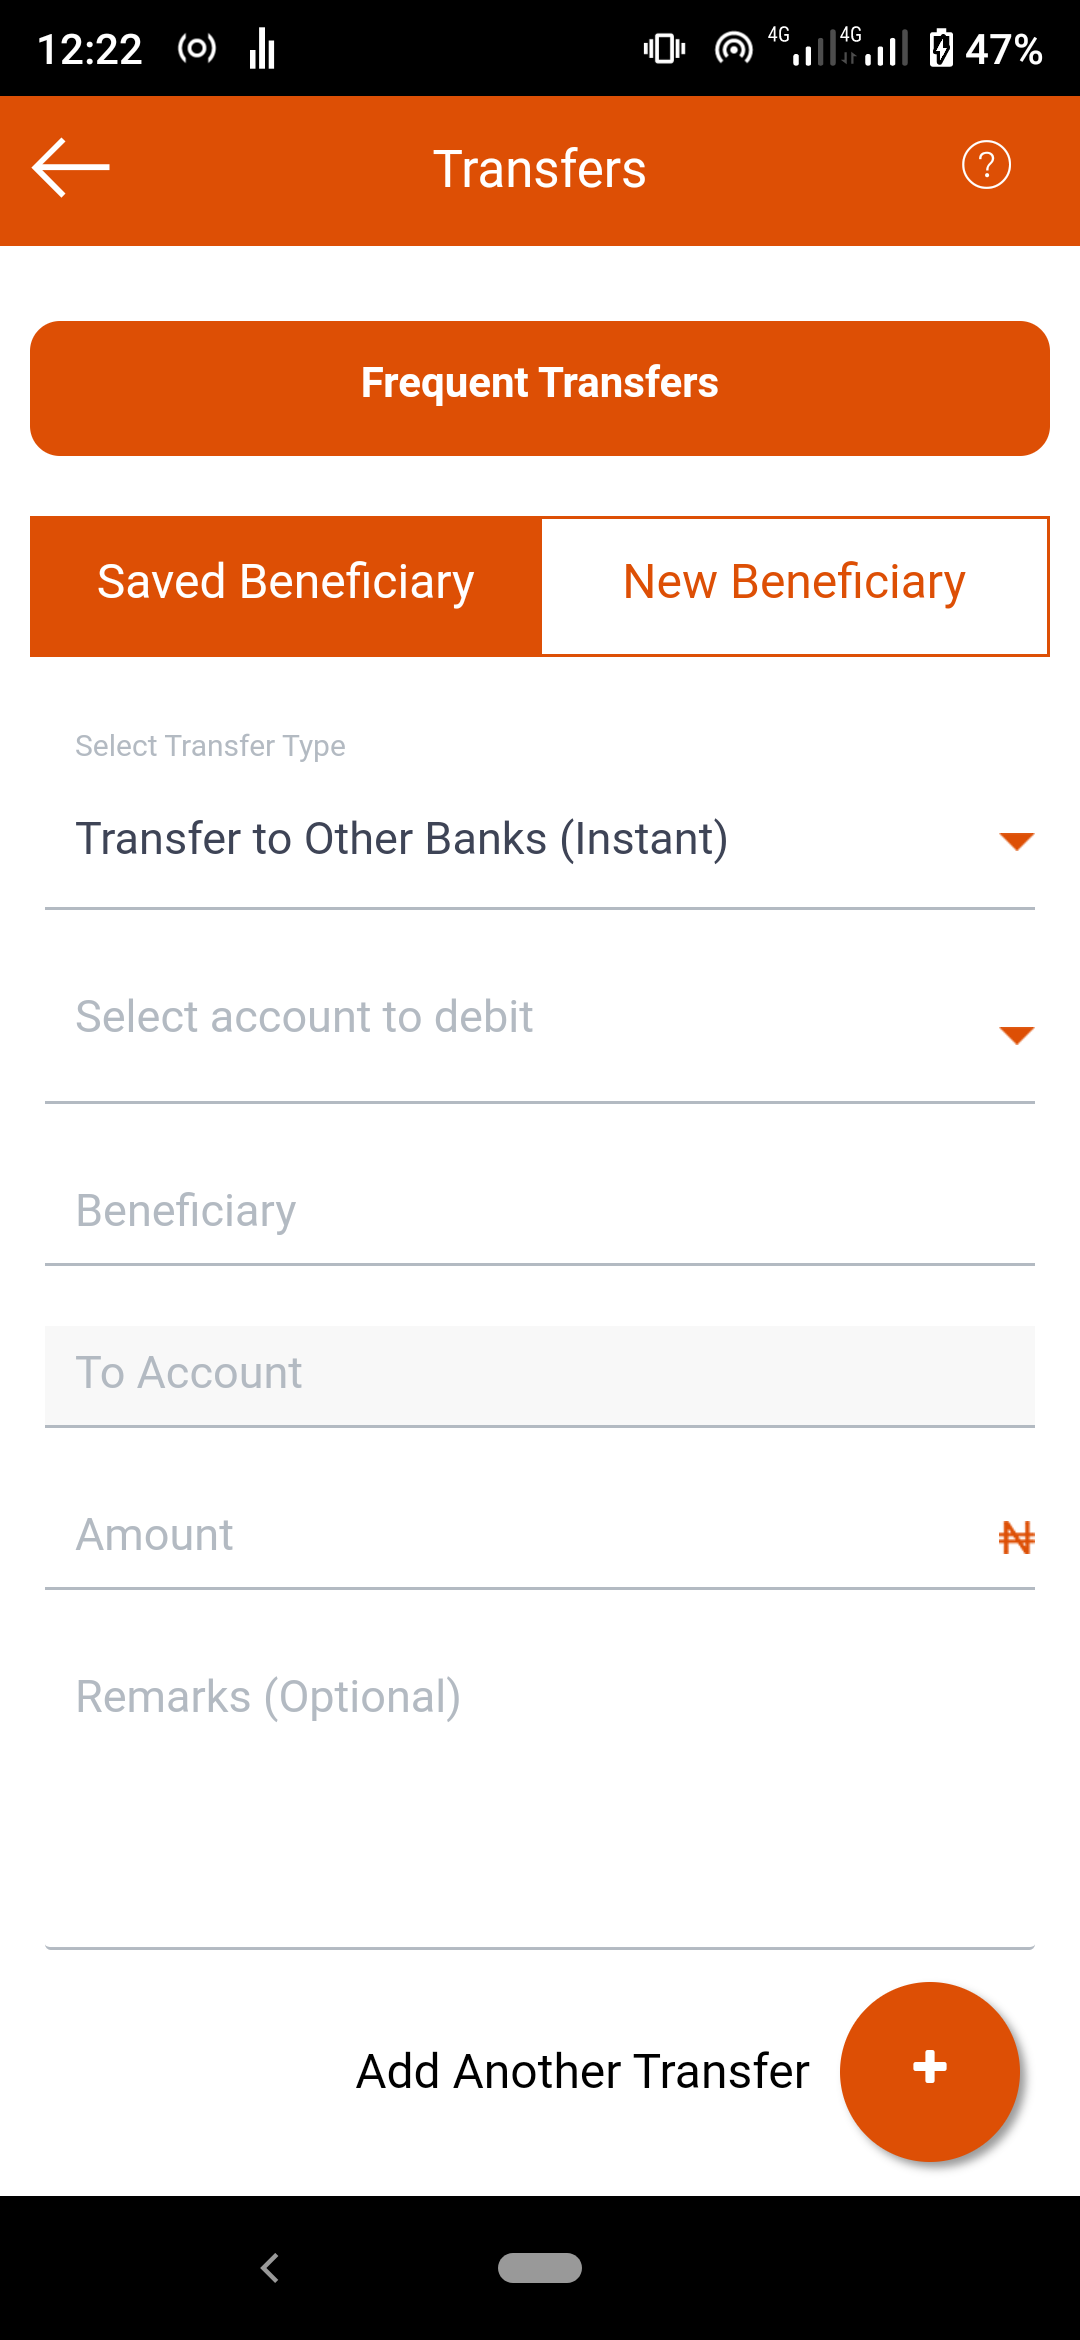 12:22
4G 4G 47%
Transfers
?
Frequent Transfers
Saved Beneficiary
New Beneficiary
Select Transfer Type
Transfer to Other Banks (Instant)
Select account to debit
Beneficiary
To Account
Amount
₦
Remarks (Optional)
Add Another Transfer